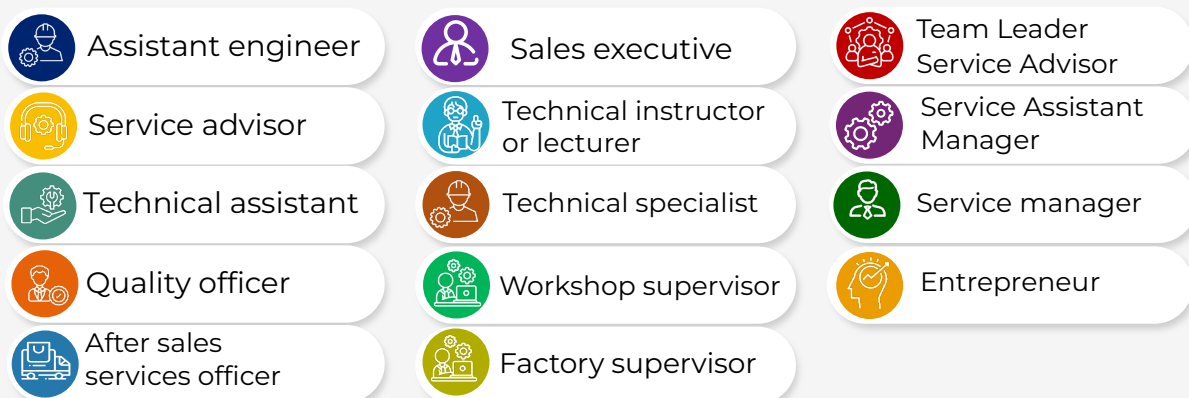 Assistant engineer
Service advisor
Technical assistant
Quality officer
After sales
services officer
Sales executive
Technical instructor
or lecturer
Technical specialist
Workshop supervisor
Factory supervisor
Team Leader
Service Advisor
Service Assistant
Manager
Service manager
Entrepreneur